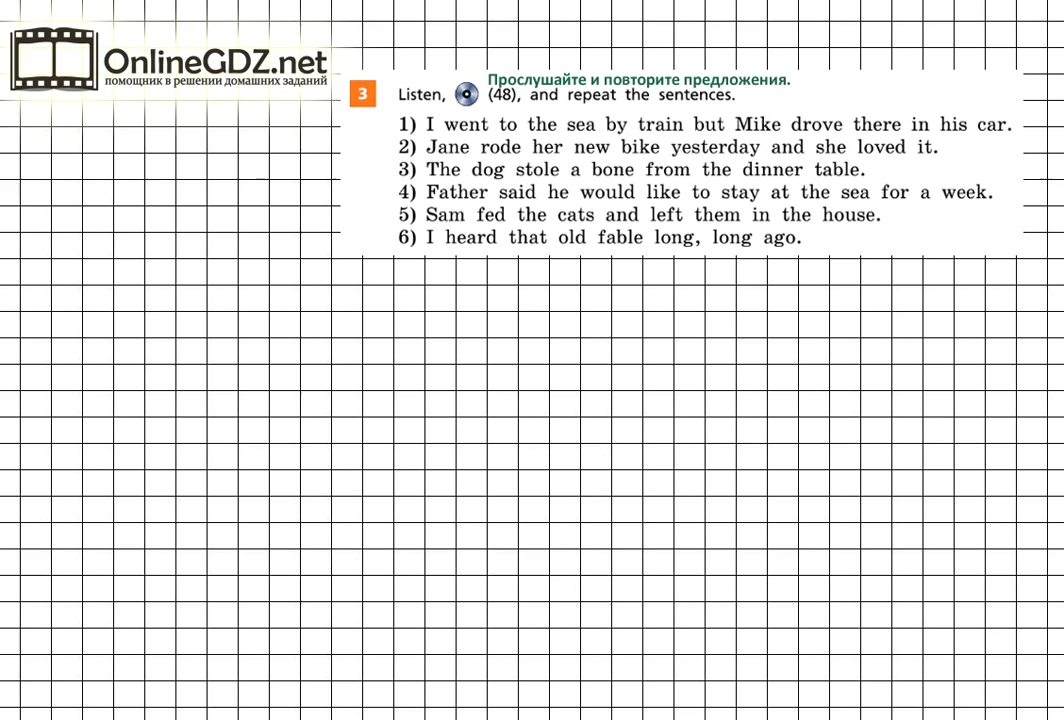 OnlineGDZ.net
помощник в решении домашних заданий
Прослушайте и повторите предложения.
3 Listen, (48), and repeat the sentences.
1) I went to the sea by train but Mike drove there in his car.
2) Jane rode her new bike yesterday and she loved it.
3) The dog stole a bone from the dinner table.
4) Father said he would like to stay at the sea for a week.
5) Sam fed the cats and left them in the house.
6) I heard that old fable long, long ago.